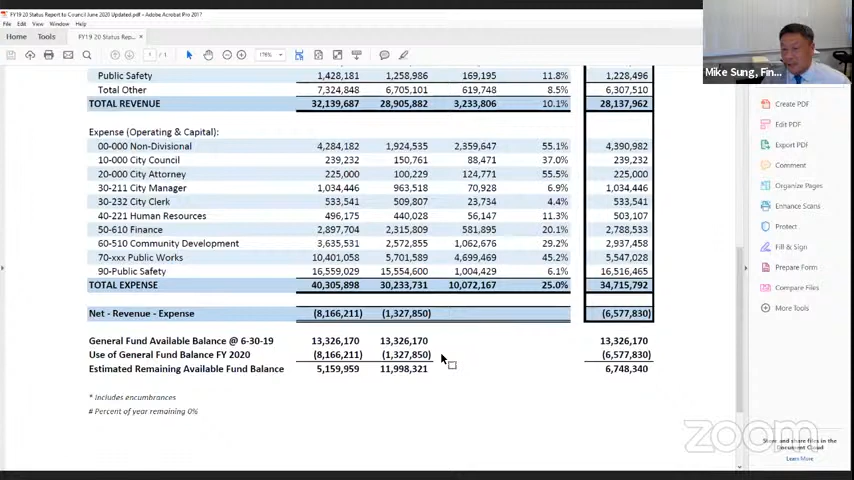 FY19 20 Status Report to Council June 2020 Updated.pdf - Adobe Acrobat Pro 2017
File Edit View Window Help
Home Tools FY19 20 Status Rep... ×
Public Safety 1,428,181 1,258,986 169,195 11.8% 1,228,496
Total Other 7,324,848 6,705,101 619,748 8.5% 6,307,510
TOTAL REVENUE 32,139,687 28,905,882 3,233,806 10.1% 28,137,962
Expense (Operating & Capital):
00-000 Non-Divisional 4,284,182 1,924,535 2,359,647 55.1% 4,390,982
10-000 City Council 239,232 150,761 88,471 37.0% 239,232
20-000 City Attorney 225,000 100,229 124,771 55.5% 225,000
30-211 City Manager 1,034,446 963,518 70,928 6.9% 1,034,446
30-232 City Clerk 533,541 509,807 23,734 4.4% 533,541
40-221 Human Resources 496,175 440,028 56,147 11.3% 503,107
50-610 Finance 2,897,704 2,315,809 581,895 20.1% 2,788,533
60-510 Community Development 3,635,531 2,572,855 1,062,676 29.2% 2,937,458
70-xxx Public Works 10,401,058 5,701,589 4,699,469 45.2% 5,547,028
90-Public Safety 16,559,029 15,554,600 1,004,429 6.1% 16,516,465
TOTAL EXPENSE 40,305,898 30,233,731 10,072,167 25.0% 34,715,792
Net - Revenue - Expense (8,166,211) (1,327,850) (6,577,830)
General Fund Available Balance @ 6-30-19 13,326,170 13,326,170 13,326,170
Use of General Fund Balance FY 2020 (8,166,211) (1,327,850) (6,577,830)
Estimated Remaining Available Fund Balance 5,159,959 11,998,321 6,748,340
* Includes encumbrances
# Percent of year remaining 0%
Mike Sung, Fin...
Create PDF
Edit PDF
Export PDF
Comment
Organize Pages
Enhance Scans
Protect
Fill & Sign
Prepare Form
Compare Files
More Tools
zoom
Store and share files in the
Document Cloud
Learn More